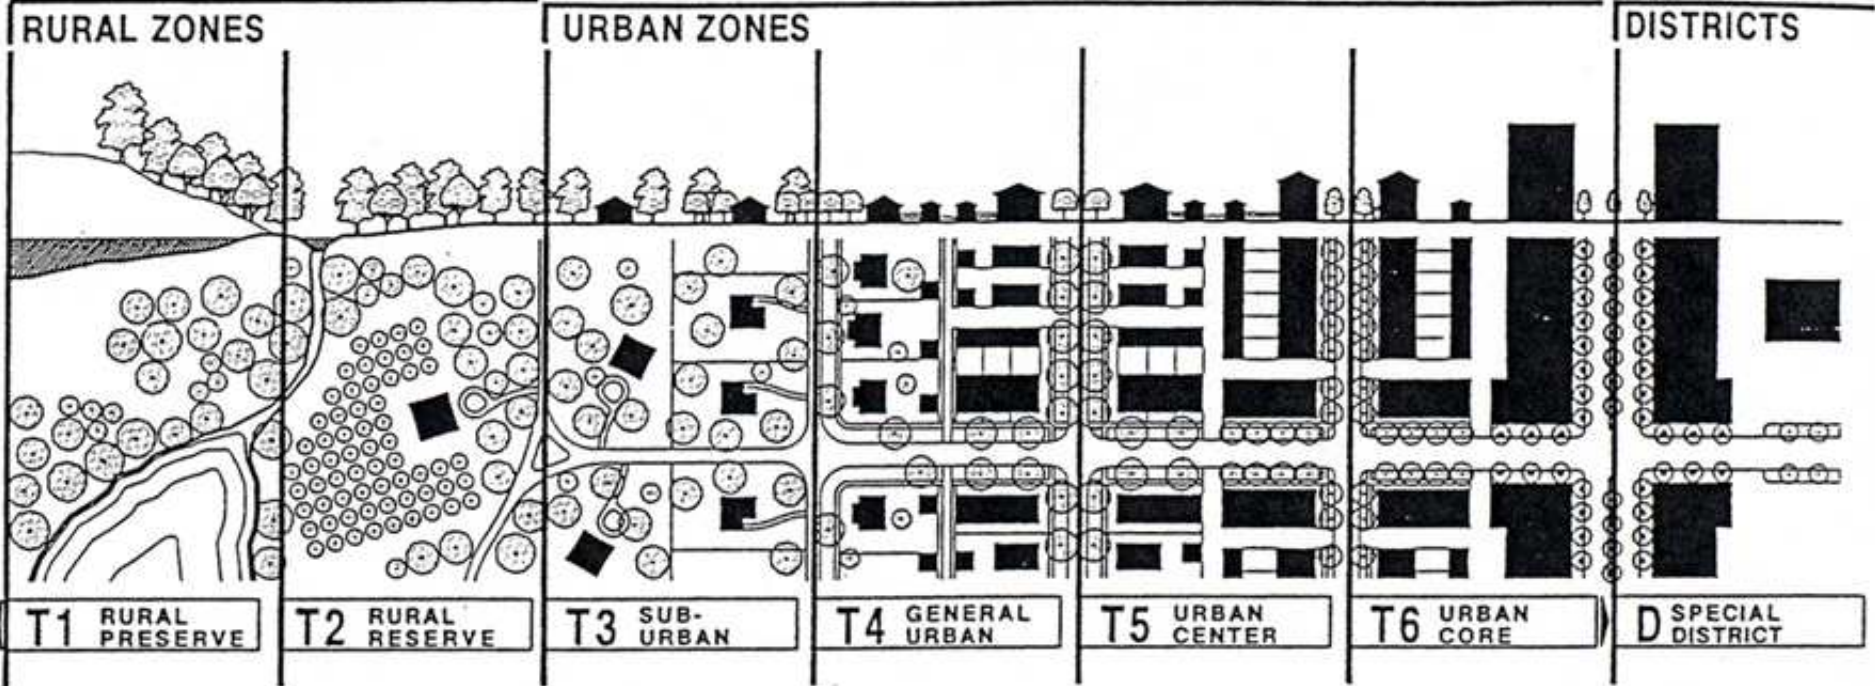 RURAL ZONES
URBAN ZONES
DISTRICTS
T1 RURAL
PRESERVE
T2 RURAL
RESERVE
T3 SUB-
URBAN
T4 GENERAL
URBAN
T5 URBAN
CENTER
T6 URBAN
CORE
D SPECIAL
DISTRICT